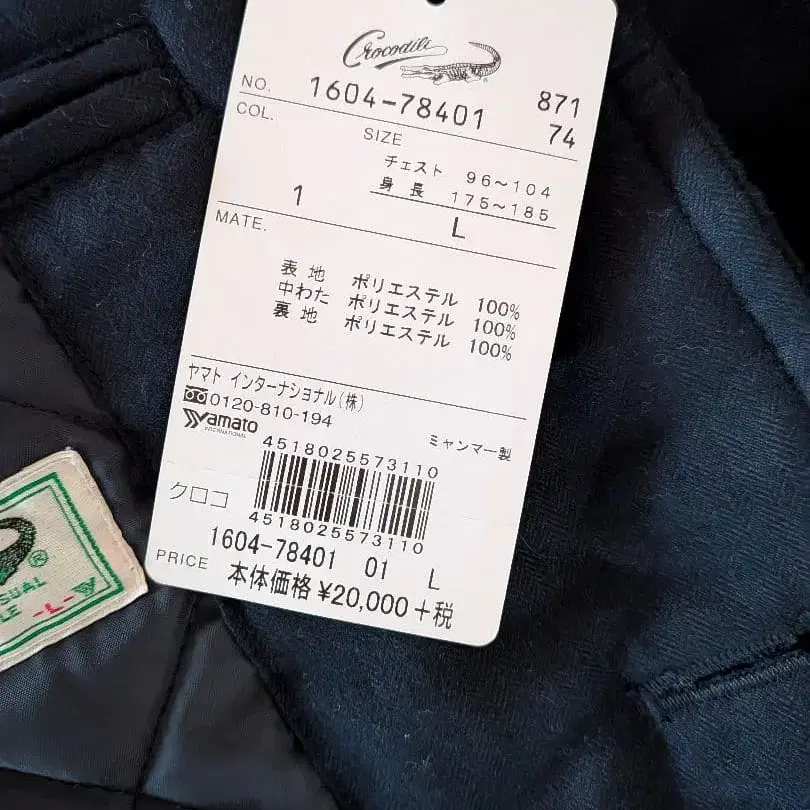 Crocodile
NO. 1604-78401 871
COL. 74
SIZE
チェスト 96～104
身長 175～185
1 L
MATE.
表地 ポリエステル 100%
中わた ポリエステル 100%
裏地 ポリエステル 100%
ヤマト インターナショナル(株)
0120-810-194
Yamato
INTERNATIONAL
ミャンマー製
4518025573110
クロコ
4518025573110
1604-78401 01 L
PRICE 本体価格 ¥20,000+税
®
-L-